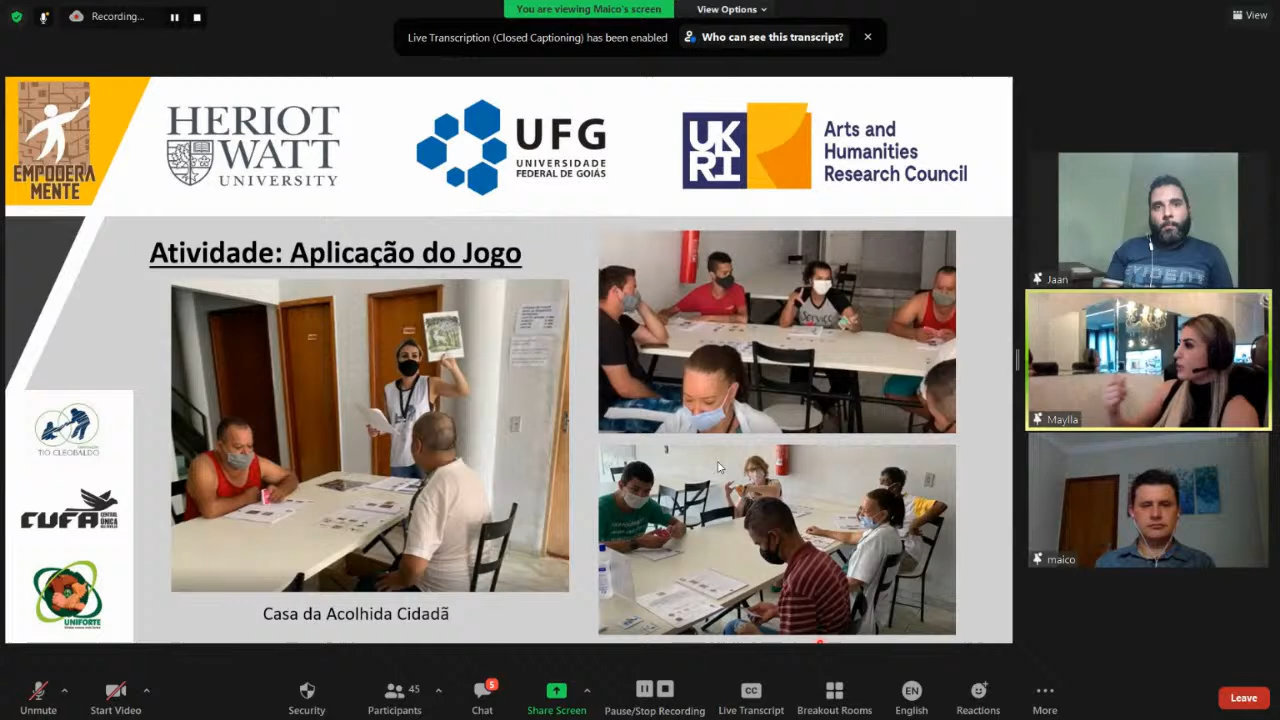 You are viewing Maico's screen
View Options
Recording...
View
Live Transcription (Closed Captioning) has been enabled
Who can see this transcript?
EMPODERA
MENTE
HERIOT
WATT
UNIVERSITY
UFG
UNIVERSIDADE
FEDERAL DE GOIÁS
UK
RI
Arts and
Humanities
Research Council
Atividade: Aplicação do Jogo
Casa da Acolhida Cidadã
TIO CLEOBALDO
CUFA
CENTRAL
ÚNICA
UNIFORTE
Jaan
Maylla
maico
Unmute
Start Video
Security
45
Participants
5
Chat
Share Screen
Pause/Stop Recording
CC
Live Transcript
Breakout Rooms
EN
English
Reactions
More
Leave